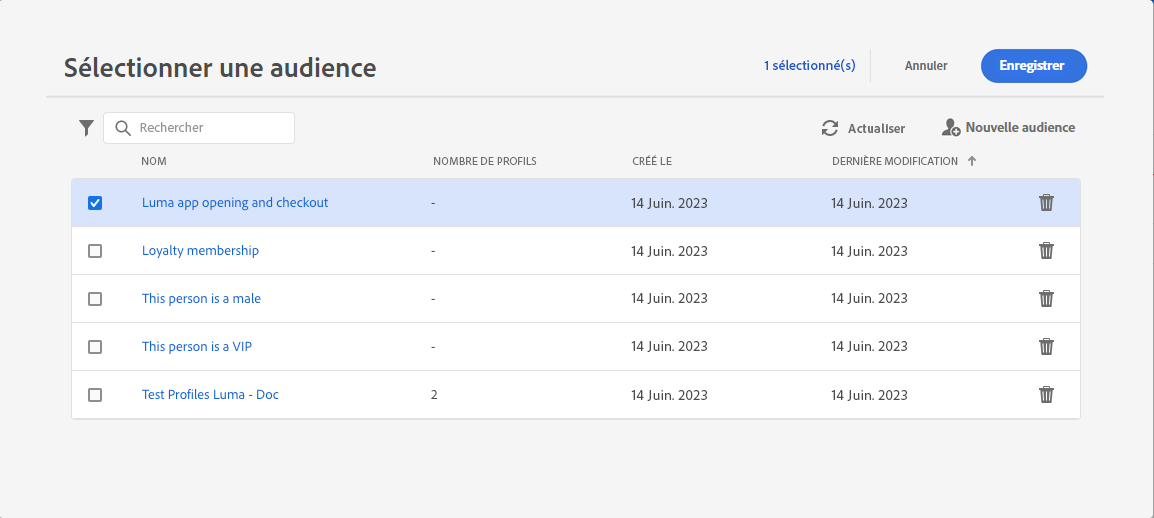 Sélectionner une audience
1 sélectionné(s) Annuler Enregistrer
Rechercher Actualiser Nouvelle audience
NOM NOMBRE DE PROFILS CRÉÉ LE DERNIÈRE MODIFICATION
Luma app opening and checkout - 14 Juin. 2023 14 Juin. 2023
Loyalty membership - 14 Juin. 2023 14 Juin. 2023
This person is a male - 14 Juin. 2023 14 Juin. 2023
This person is a VIP - 14 Juin. 2023 14 Juin. 2023
Test Profiles Luma - Doc 2 14 Juin. 2023 14 Juin. 2023